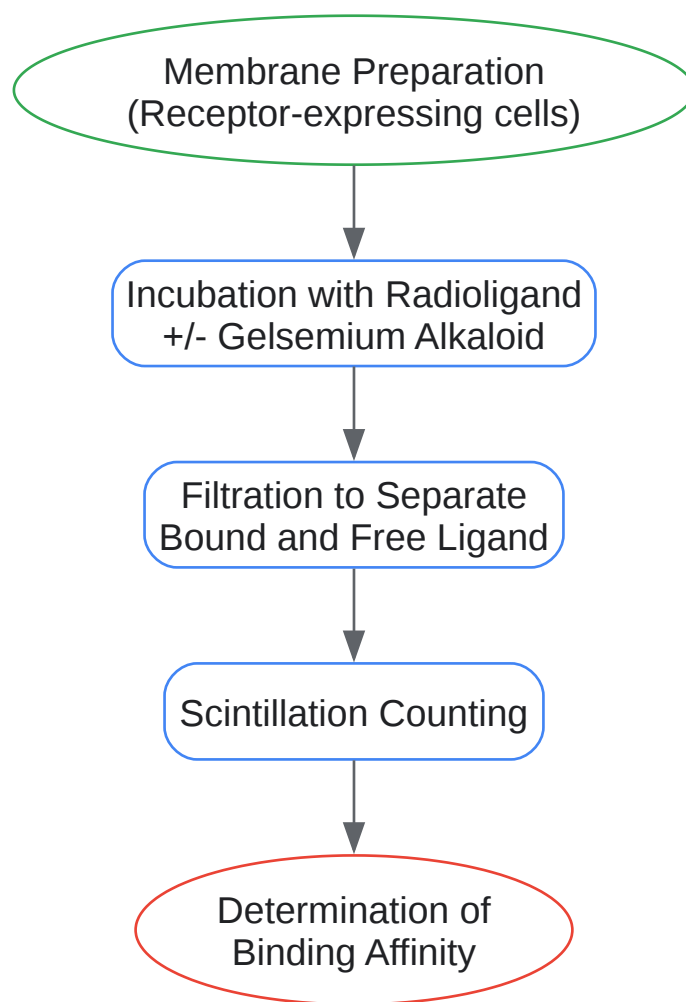 Membrane Preparation
(Receptor-expressing cells)
Incubation with Radioligand
+/- Gelsemium Alkaloid
Filtration to Separate
Bound and Free Ligand
Scintillation Counting
Determination of
Binding Affinity